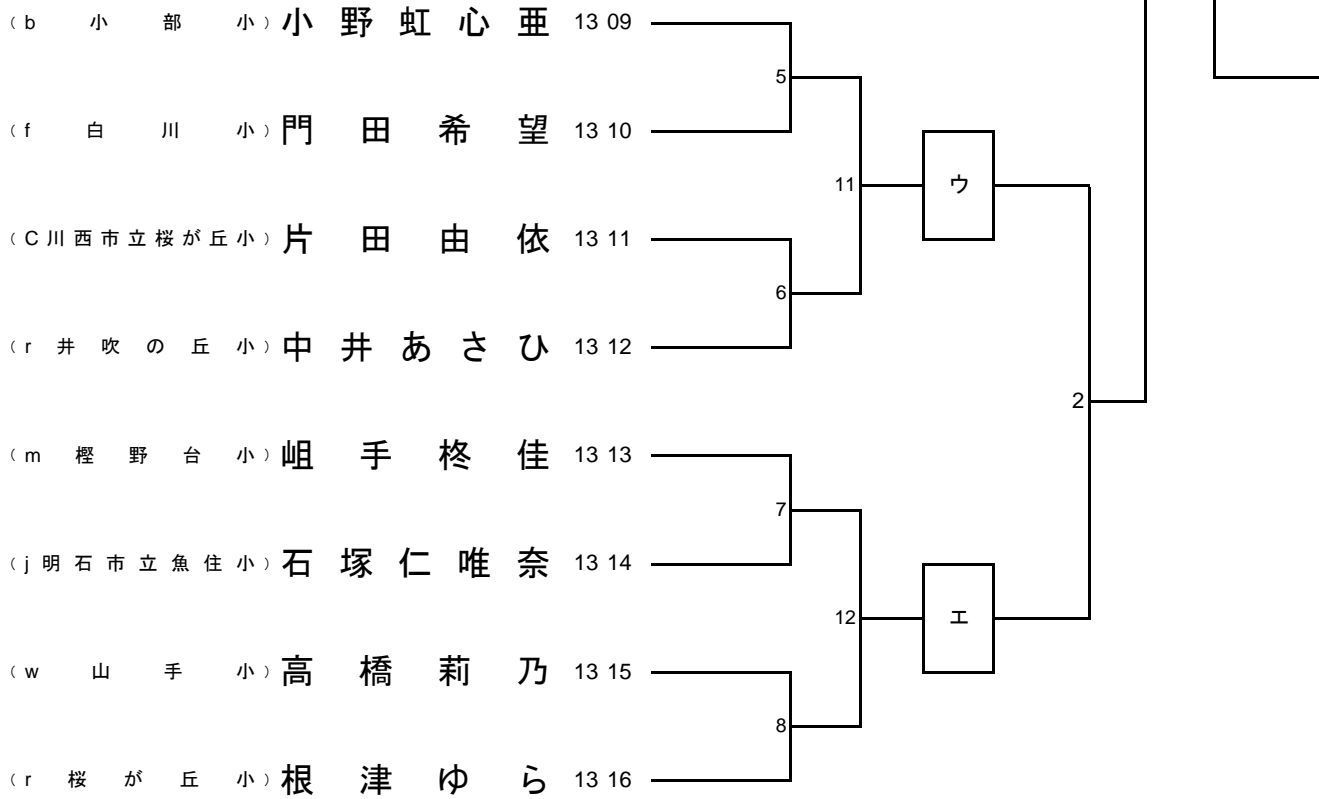 （b 小 部 小）小 野 虹 心 亜 13 09
5
（f 白 川 小）門 田 希 望 13 10
11 ウ
（C 川 西 市 立 桜 が 丘 小）片 田 由 依 13 11
6
（r 井 吹 の 丘 小）中 井 あ さ ひ 13 12
2
（m 樫 野 台 小）岨 手 柊 佳 13 13
7
（j 明 石 市 立 魚 住 小）石 塚 仁 唯 奈 13 14
12 エ
（w 山 手 小）高 橋 莉 乃 13 15
8
（r 桜 が 丘 小）根 津 ゆ ら 13 16